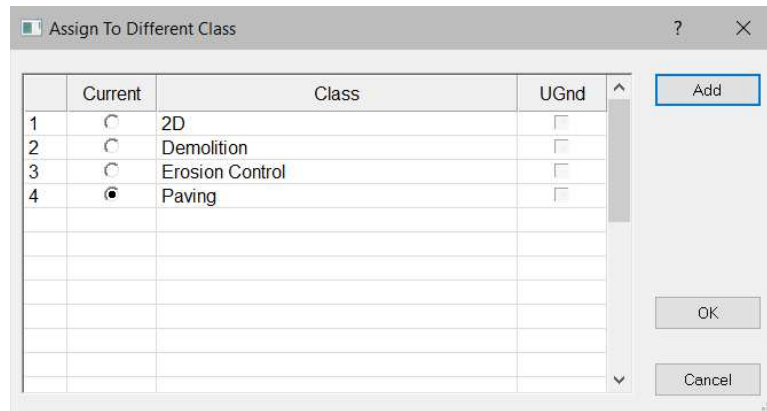 Assign To Different Class
? ×
Current Class UGnd
Add
1 2D
2 Demolition
3 Erosion Control
4 Paving
OK
Cancel